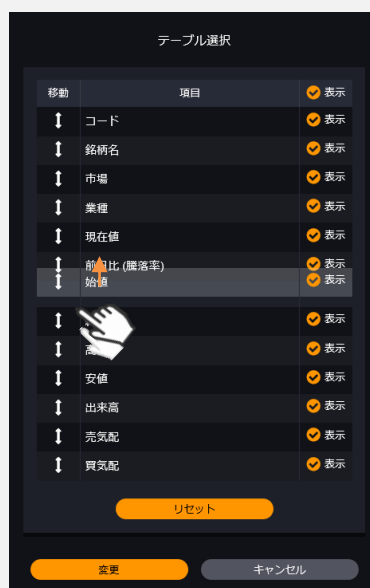 テーブル選択
移動 項目 表示
コード 表示
銘柄名 表示
市場 表示
業種 表示
現在値 表示
比 (騰落率) 表示
始値 表示
表示
表示
安値 表示
出来高 表示
売気配 表示
買気配 表示
リセット
変更 キャンセル